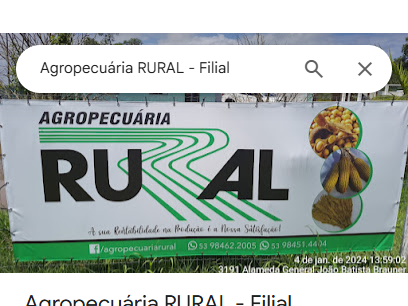 Agropecuária RURAL - Filial
AGROPECUÁRIA
RURAL
A sua Rentabilidade na Produção é a Nossa Satisfação!
/agropecuariarural 53 98462.2005 53 98451.4404
4 de jan. de 2024 13:59:02
3191 Alameda General João Batista Brauner
Agropecuária RURAL - Filial